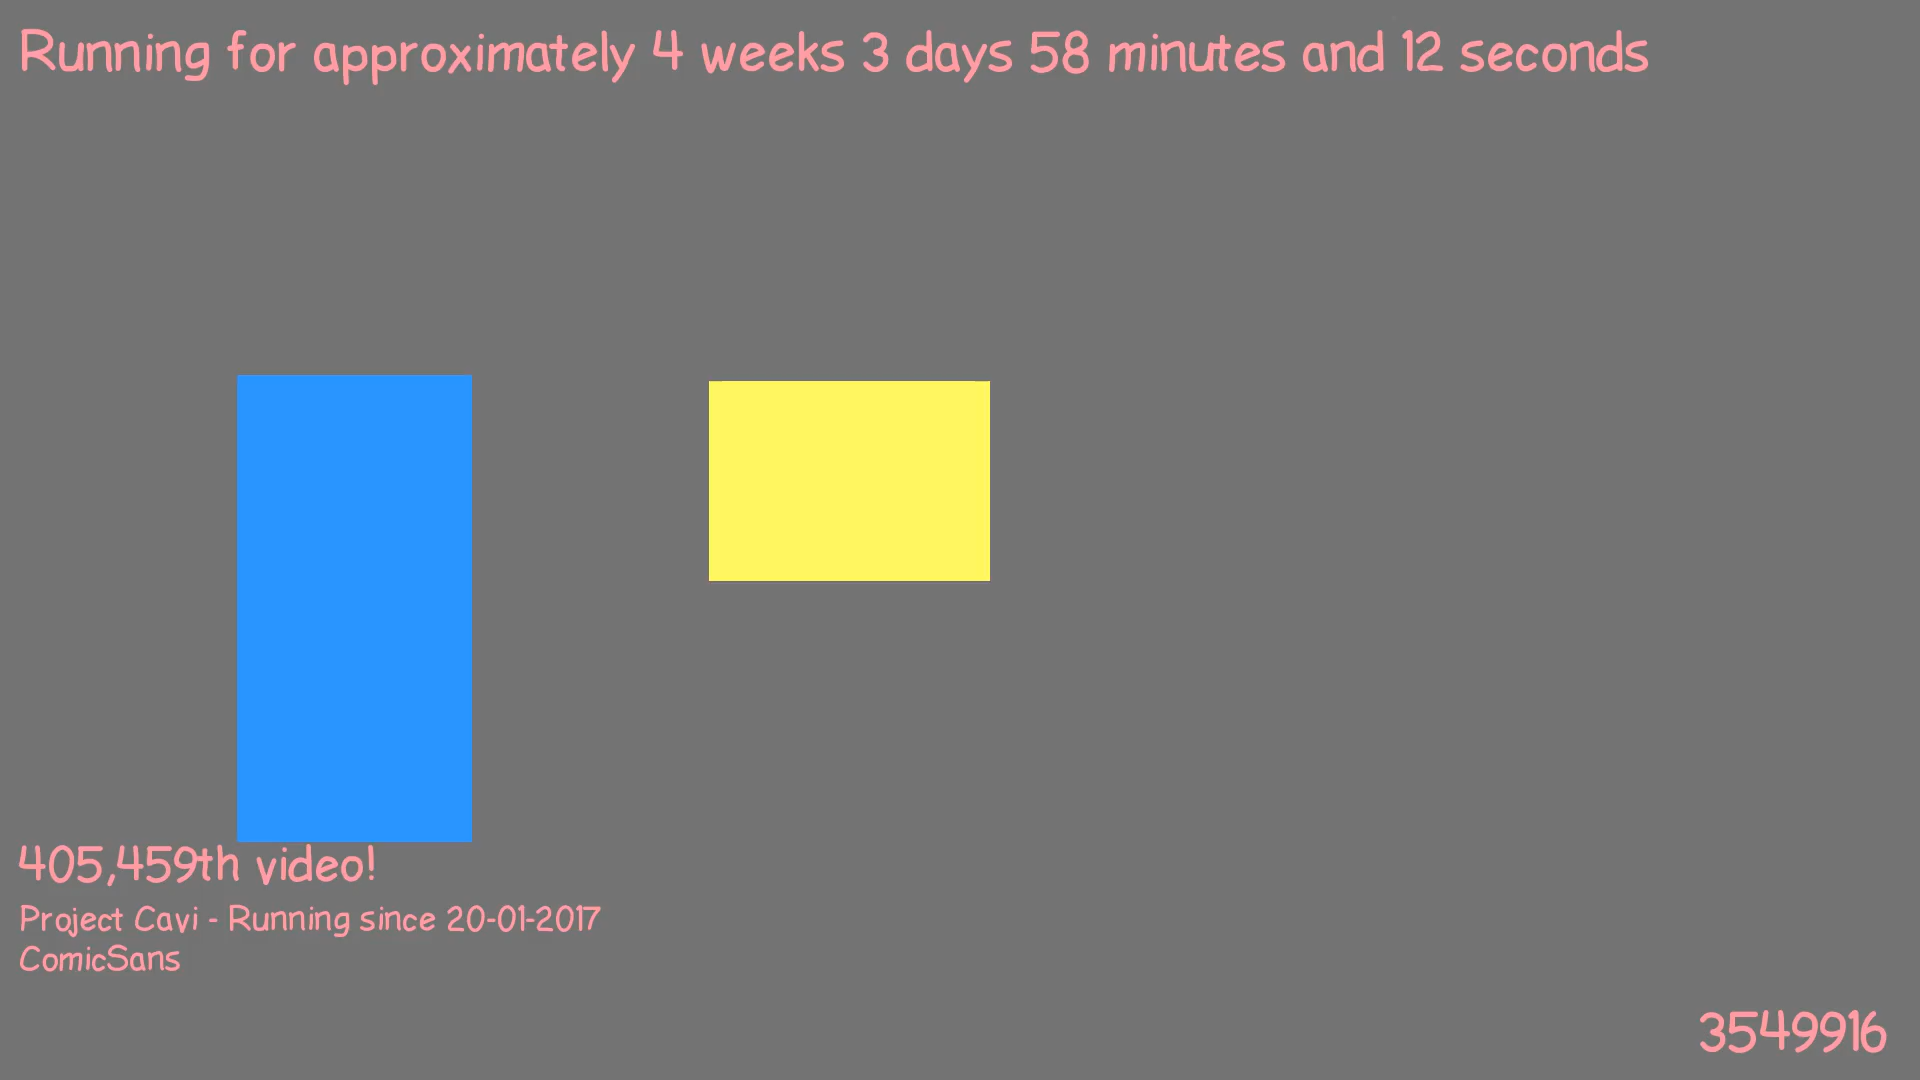 Running for approximately 4 weeks 3 days 58 minutes and 12 seconds
405,459th video!
Project Cavi - Running since 20-01-2017
ComicSans
3549916